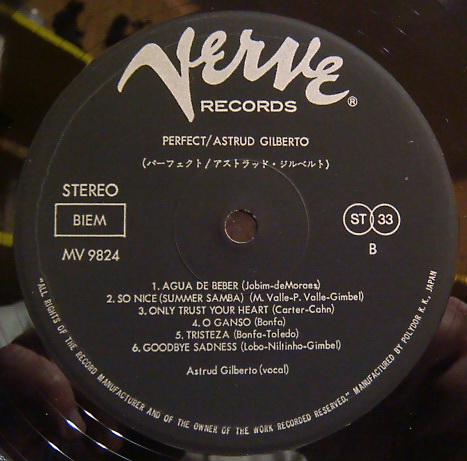 Verve
RECORDS ®
PERFECT/ASTRUD GILBERTO
(パーフェクト/アストラッド・ジルベルト)
STEREO
BIEM
MV 9824
ST 33
B
1. AGUA DE BEBER (Jobim-deMoraes)
2. SO NICE (SUMMER SAMBA) (M. Valle-P. Valle-Gimbel)
3. ONLY TRUST YOUR HEART (Carter-Cahn)
4. O GANSO (Bonfa)
5. TRISTEZA (Bonfa-Toledo)
6. GOODBYE SADNESS (Lobo-Niltinho-Gimbel)
Astrud Gilberto (vocal)
"ALL RIGHTS OF THE RECORD MANUFACTURER AND OF THE OWNER OF THE WORK RECORDED RESERVED." MANUFACTURED BY POLYDOR K. K. JAPAN